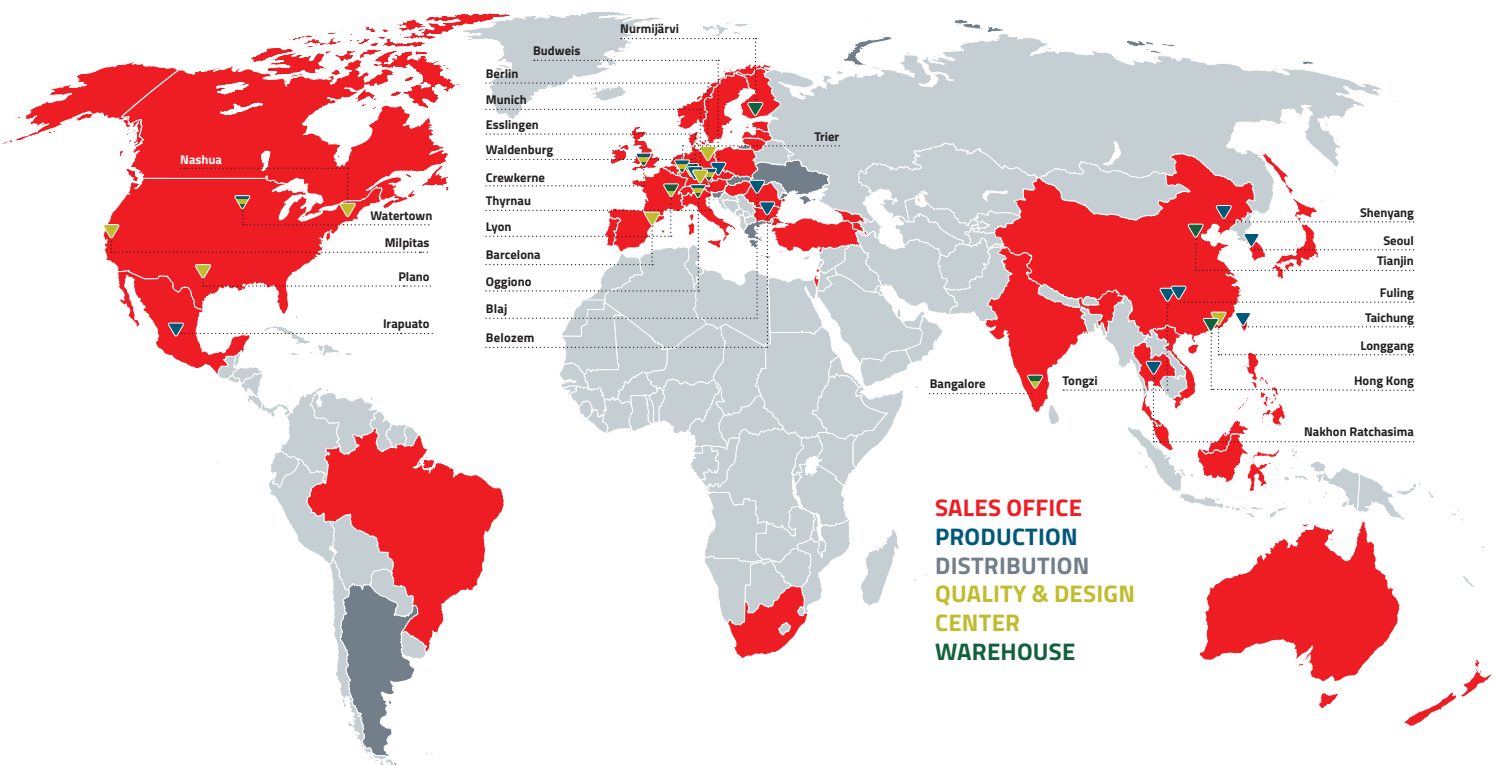 Nurmijärvi
Budweis
Berlin
Munich
Esslingen
Trier
Waldenburg
Nashua
Crewkerne
Thyrnau
Watertown
Lyon
Milpitas
Barcelona
Plano
Oggiono
Blaj
Irapuato
Belozem
Shenyang
Seoul
Tianjin
Fuling
Taichung
Longgang
Bangalore
Tongzi
Hong Kong
Nakhon Ratchasima
SALES OFFICE
PRODUCTION
DISTRIBUTION
QUALITY & DESIGN
CENTER
WAREHOUSE